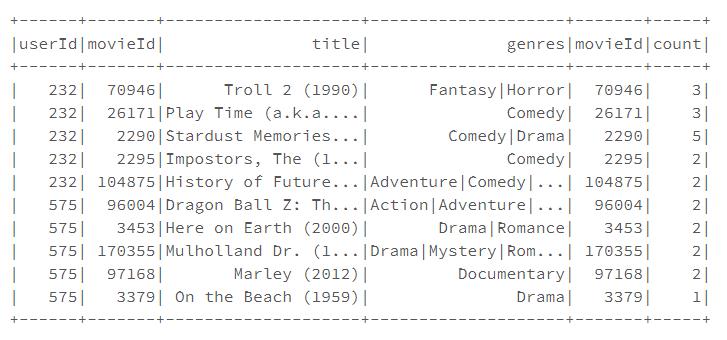 +------+-------+--------------------+--------------------+-------+-----+
|userId|movieId|               title|              genres|movieId|count|
+------+-------+--------------------+--------------------+-------+-----+
|   232|  70946|      Troll 2 (1990)|      Fantasy|Horror|  70946|    3|
|   232|  26171|Play Time (a.k.a....|              Comedy|  26171|    3|
|   232|   2290|Stardust Memories...|        Comedy|Drama|   2290|    5|
|   232|   2295|Impostors, The (1...|              Comedy|   2295|    2|
|   232| 104875|History of Future...|Adventure|Comedy|...| 104875|    2|
|   575|  96004|Dragon Ball Z: Th...|Action|Adventure|...|  96004|    2|
|   575|   3453|Here on Earth (2000)|       Drama|Romance|   3453|    2|
|   575| 170355|Mulholland Dr. (1...|Drama|Mystery|Rom...| 170355|    2|
|   575|  97168|       Marley (2012)|         Documentary|  97168|    2|
|   575|   3379| On the Beach (1959)|               Drama|   3379|    1|
+------+-------+--------------------+--------------------+-------+-----+